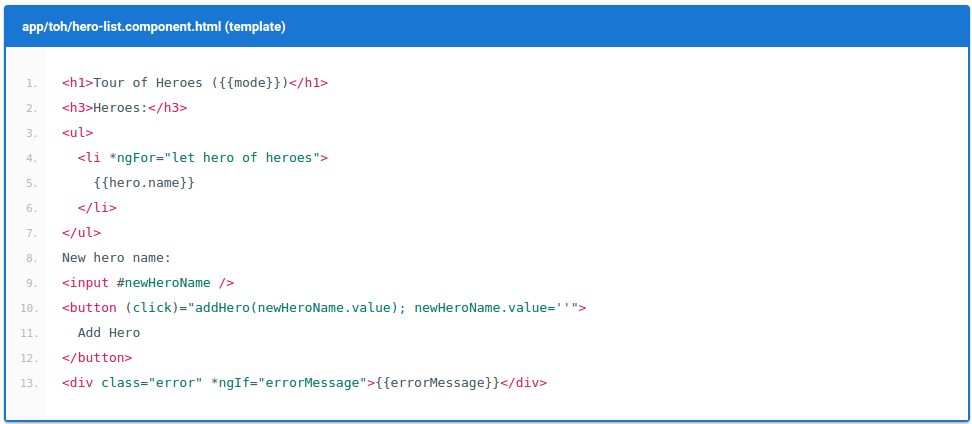 app/toh/hero-list.component.html (template)
1. <h1>Tour of Heroes ({{mode}})</h1>
2. <h3>Heroes:</h3>
3. <ul>
4.   <li *ngFor="let hero of heroes">
5.     {{hero.name}}
6.   </li>
7. </ul>
8. New hero name:
9. <input #newHeroName />
10. <button (click)="addHero(newHeroName.value); newHeroName.value=''">
11.   Add Hero
12. </button>
13. <div class="error" *ngIf="errorMessage">{{errorMessage}}</div>